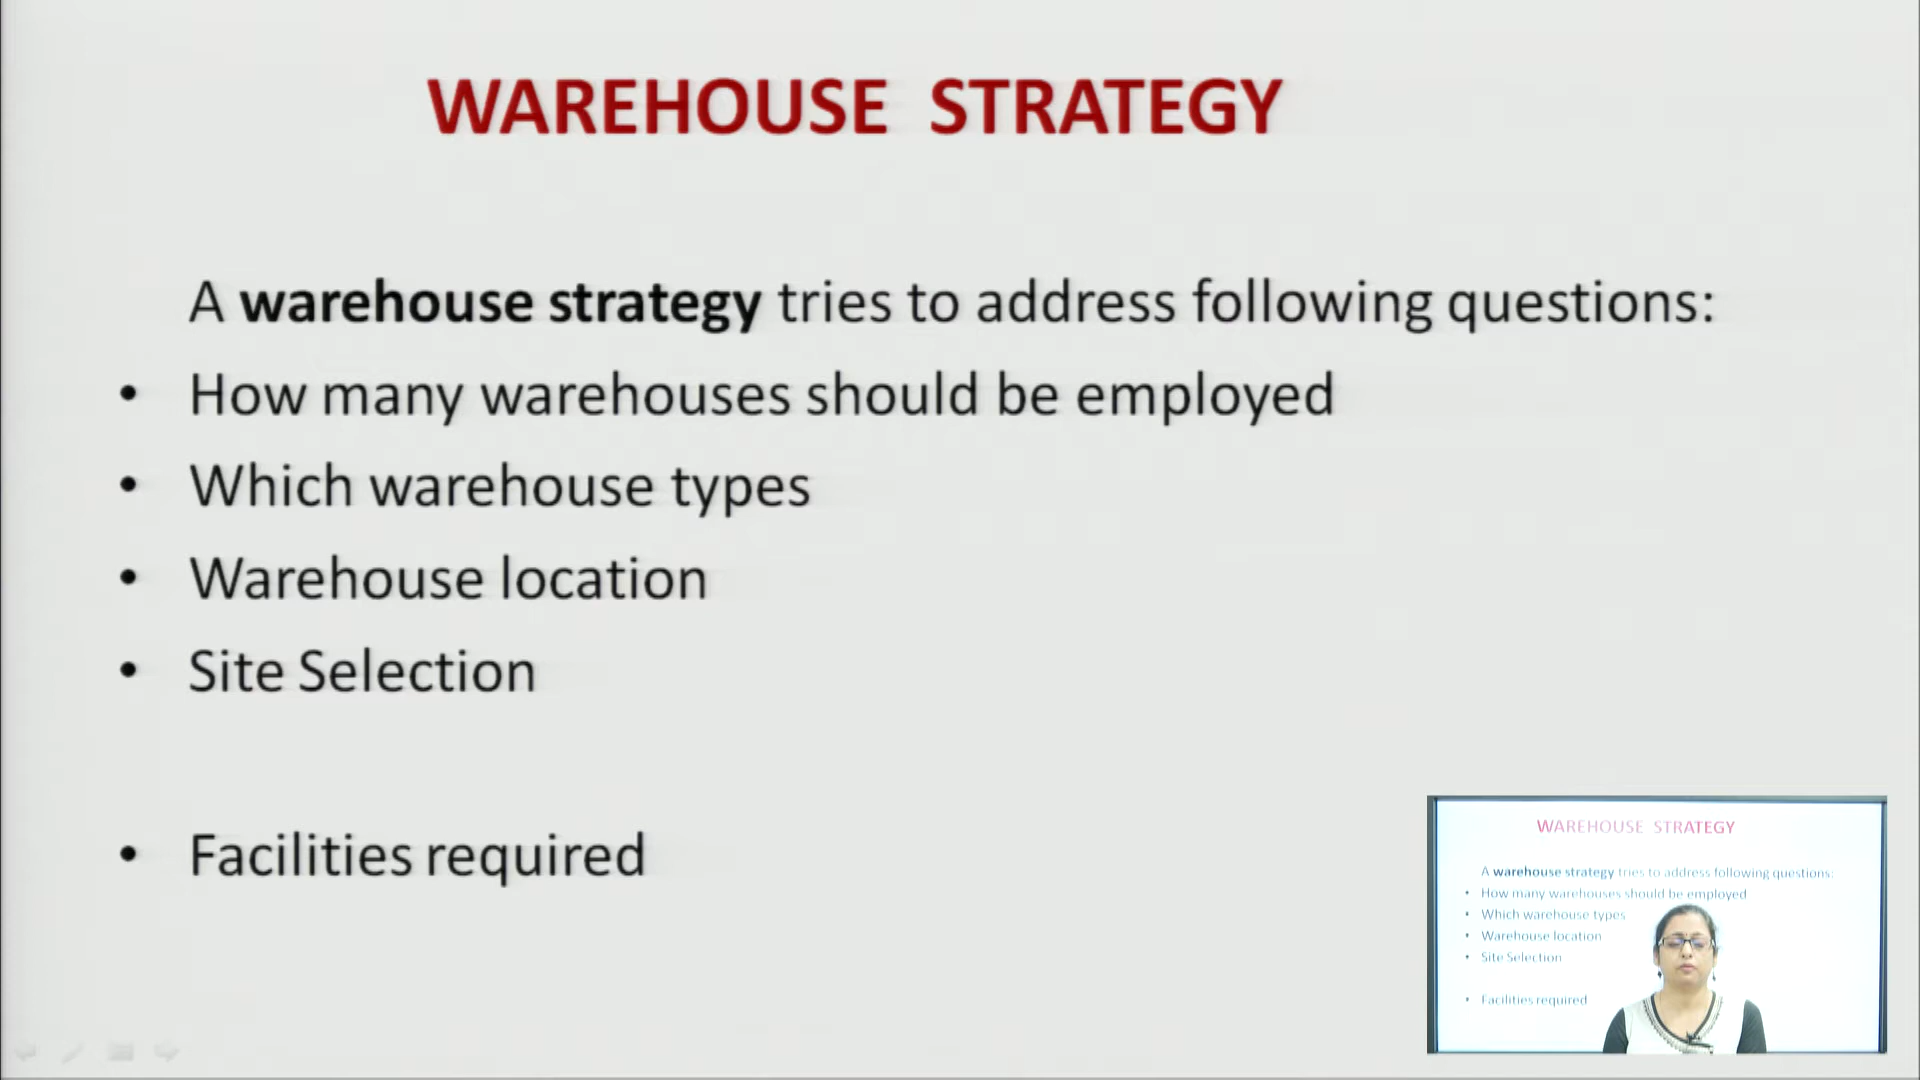 WAREHOUSE STRATEGY
A warehouse strategy tries to address following questions:
• How many warehouses should be employed
• Which warehouse types
• Warehouse location
• Site Selection
• Facilities required
WAREHOUSE STRATEGY
A warehouse strategy tries to address following questions:
• How many warehouses should be employed
• Which warehouse types
• Warehouse location
• Site Selection
• Facilities required